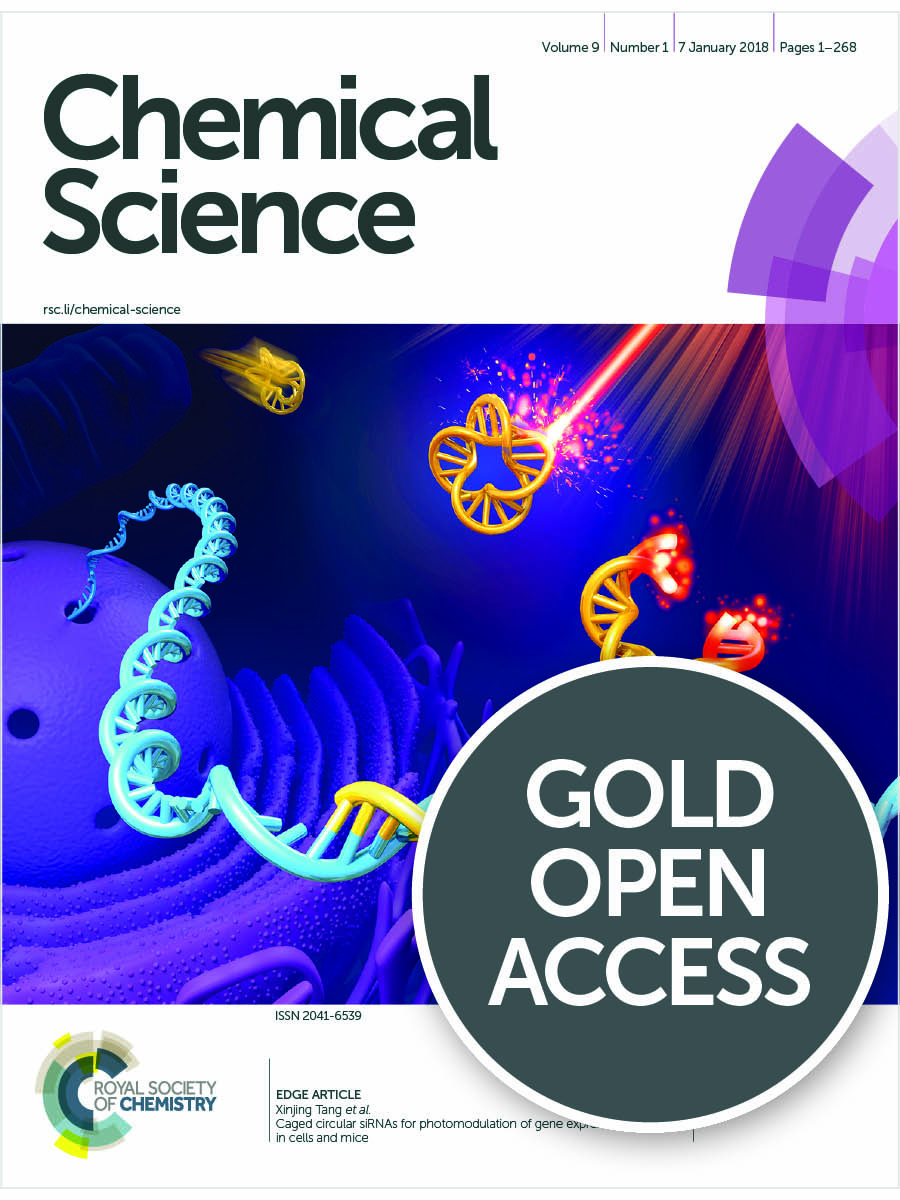 Volume 9 | Number 1 | 7 January 2018 | Pages 1–268
Chemical
Science
rsc.li/chemical-science
GOLD
OPEN
ACCESS
ISSN 2041-6539
ROYAL SOCIETY
OF CHEMISTRY
EDGE ARTICLE
Xinjing Tang et al.
Caged circular siRNAs for photomodulation of gene
in cells and mice